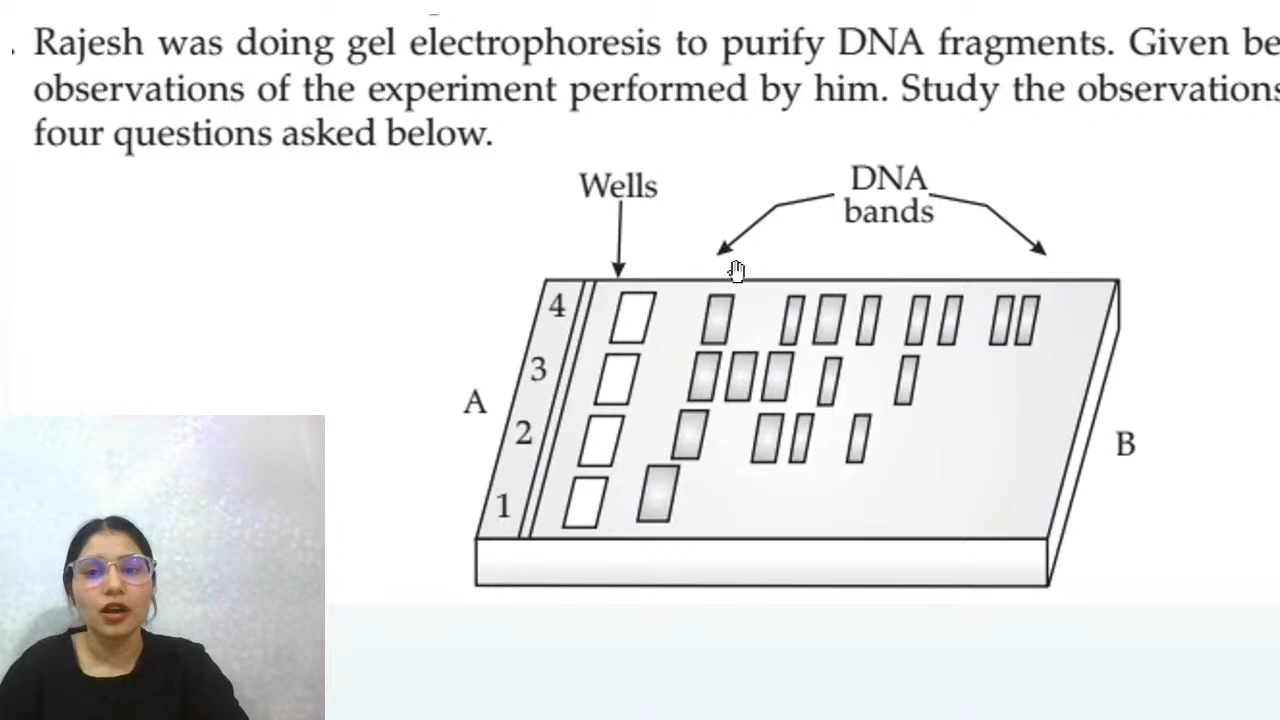 . Rajesh was doing gel electrophoresis to purify DNA fragments. Given be
observations of the experiment performed by him. Study the observations
four questions asked below.
Wells
DNA
bands
4
3
A
2
B
1